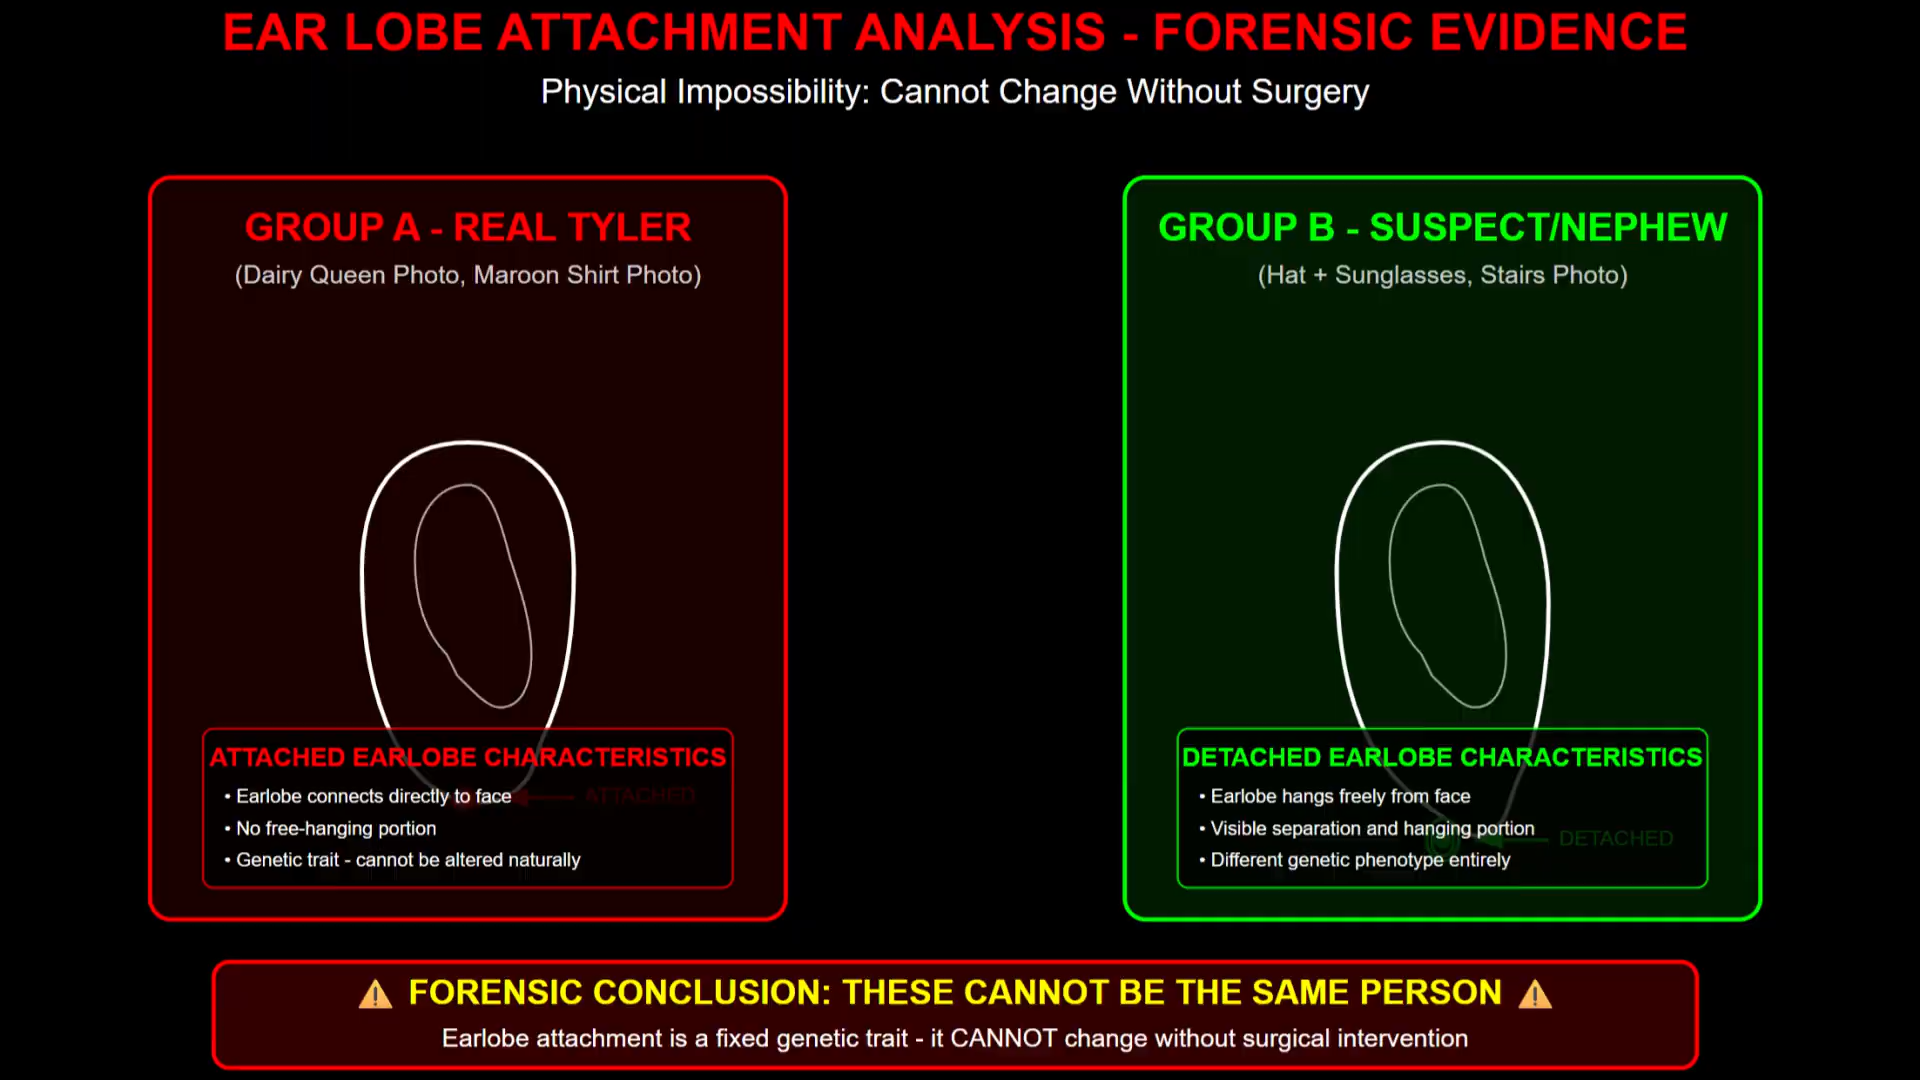 EAR LOBE ATTACHMENT ANALYSIS - FORENSIC EVIDENCE
Physical Impossibility: Cannot Change Without Surgery
GROUP A - REAL TYLER
(Dairy Queen Photo, Maroon Shirt Photo)
ATTACHED EARLOBE CHARACTERISTICS
• Earlobe connects directly to face
ATTACHED
• No free-hanging portion
• Genetic trait - cannot be altered naturally
GROUP B - SUSPECT/NEPHEW
(Hat + Sunglasses, Stairs Photo)
DETACHED EARLOBE CHARACTERISTICS
• Earlobe hangs freely from face
• Visible separation and hanging portion
DETACHED
• Different genetic phenotype entirely
⚠️ FORENSIC CONCLUSION: THESE CANNOT BE THE SAME PERSON ⚠️
Earlobe attachment is a fixed genetic trait - it CANNOT change without surgical intervention